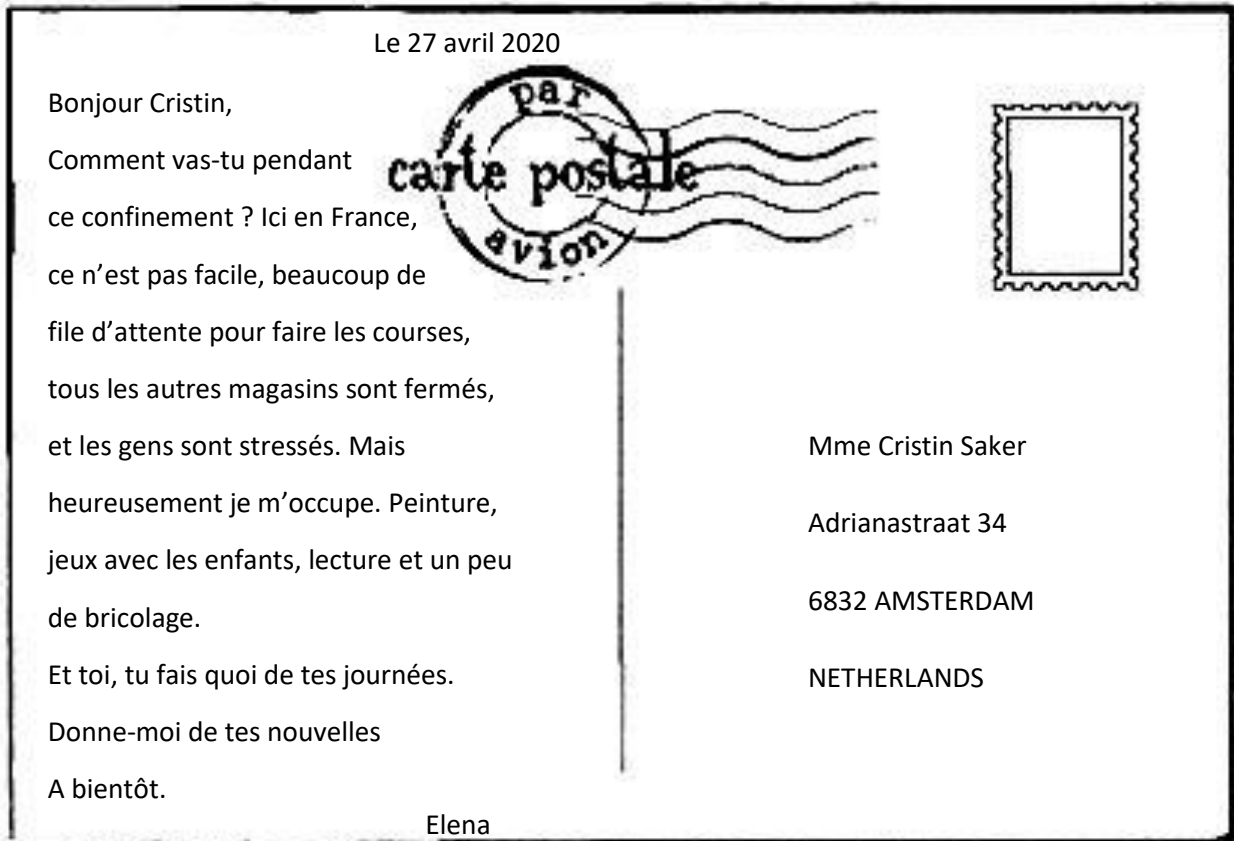 Le 27 avril 2020
Bonjour Cristin,
Comment vas-tu pendant
ce confinement ? Ici en France,
ce n’est pas facile, beaucoup de
file d’attente pour faire les courses,
tous les autres magasins sont fermés,
et les gens sont stressés. Mais
heureusement je m’occupe. Peinture,
jeux avec les enfants, lecture et un peu
de bricolage.
Et toi, tu fais quoi de tes journées.
Donne-moi de tes nouvelles
A bientôt.
Elena
par
carte postale
avion
Mme Cristin Saker
Adrianastraat 34
6832 AMSTERDAM
NETHERLANDS